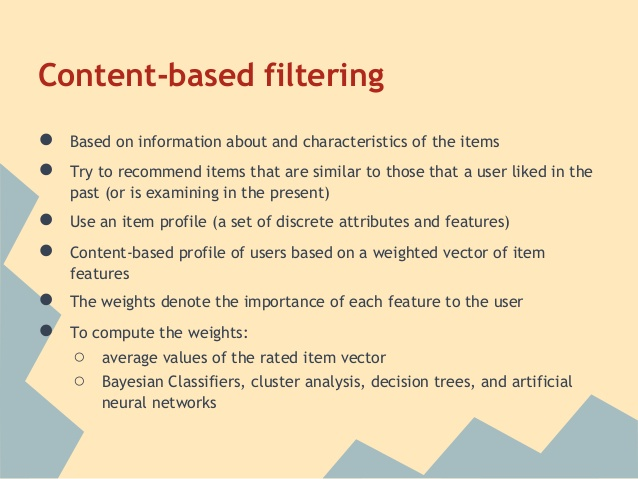 Content-based filtering
● Based on information about and characteristics of the items
● Try to recommend items that are similar to those that a user liked in the
past (or is examining in the present)
● Use an item profile (a set of discrete attributes and features)
● Content-based profile of users based on a weighted vector of item
features
● The weights denote the importance of each feature to the user
● To compute the weights:
○ average values of the rated item vector
○ Bayesian Classifiers, cluster analysis, decision trees, and artificial
neural networks